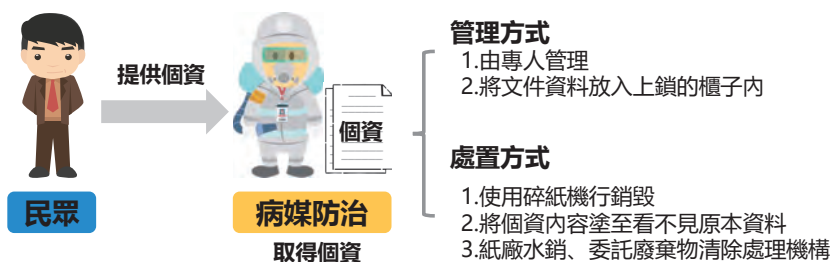 提供個資
個資
民眾
病媒防治
取得個資
管理方式
1.由專人管理
2.將文件資料放入上鎖的櫃子內
處置方式
1.使用碎紙機行銷毀
2.將個資內容塗至看不見原本資料
3.紙廠水銷、委託廢棄物清除處理機構